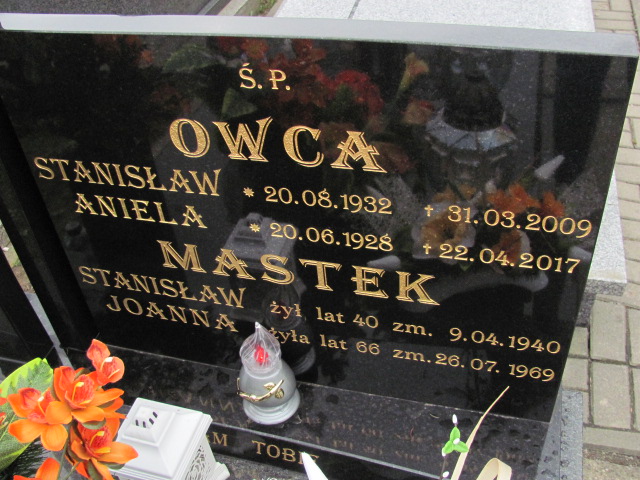 Ś.P.
OWCA
STANISŁAW * 20.08.1932 † 31.03.2009
ANIELA * 20.06.1928 † 22.04.2017
MASTEK
STANISŁAW żył lat 40 zm. 9.04.1940
JOANNA żyła lat 66 zm. 26.07.1969